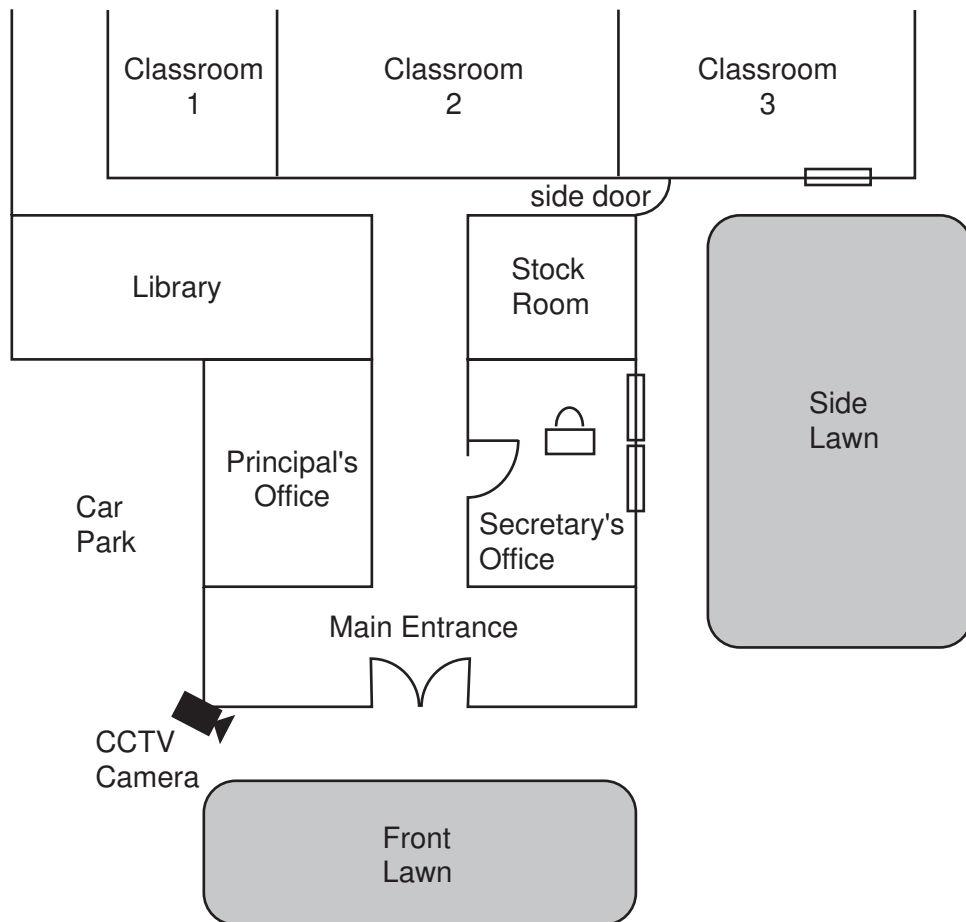 Classroom
1
Classroom
2
Classroom
3
side door
Library
Stock
Room
Side
Lawn
Principal's
Office
Car
Park
Secretary's
Office
Main Entrance
CCTV
Camera
Front
Lawn